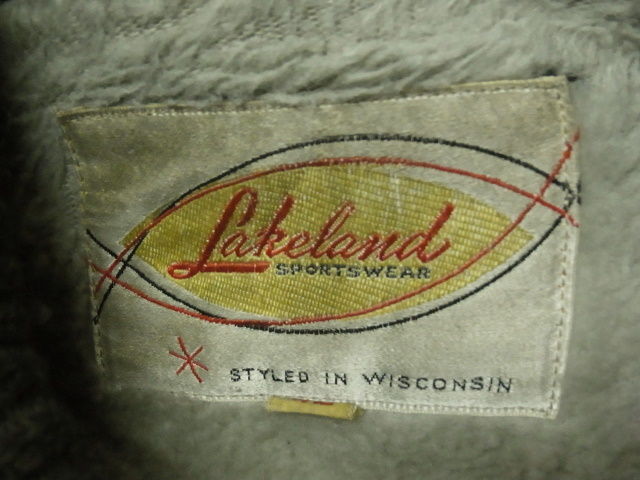 Lakeland
SPORTSWEAR
STYLED IN WISCONSIN